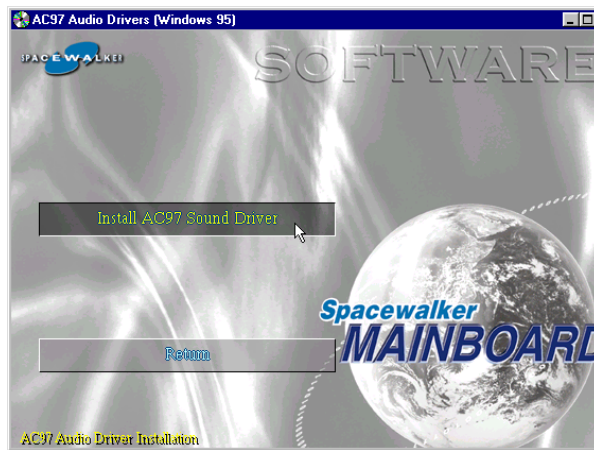 AC97 Audio Drivers (Windows 95)
SPACEWALKER
SOFTWARE
Install AC97 Sound Driver
Spacewalker
MAINBOARD
Return
AC97 Audio Driver Installation